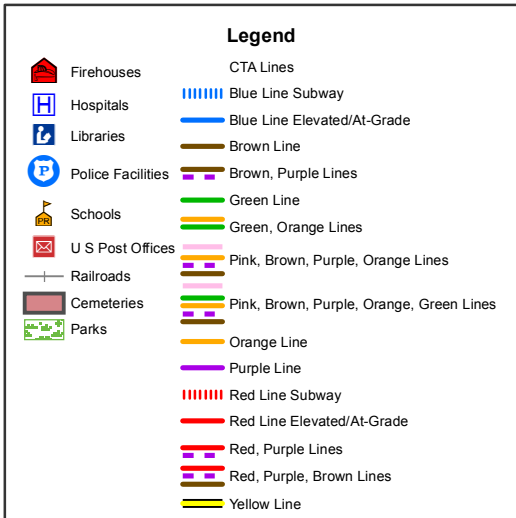 Legend
Firehouses
H
Hospitals
Libraries
P
Police Facilities
PR
Schools
U S Post Offices
Railroads
Cemeteries
Parks
CTA Lines
Blue Line Subway
Blue Line Elevated/At-Grade
Brown Line
Brown, Purple Lines
Green Line
Green, Orange Lines
Pink, Brown, Purple, Orange Lines
Pink, Brown, Purple, Orange, Green Lines
Orange Line
Purple Line
Red Line Subway
Red Line Elevated/At-Grade
Red, Purple Lines
Red, Purple, Brown Lines
Yellow Line